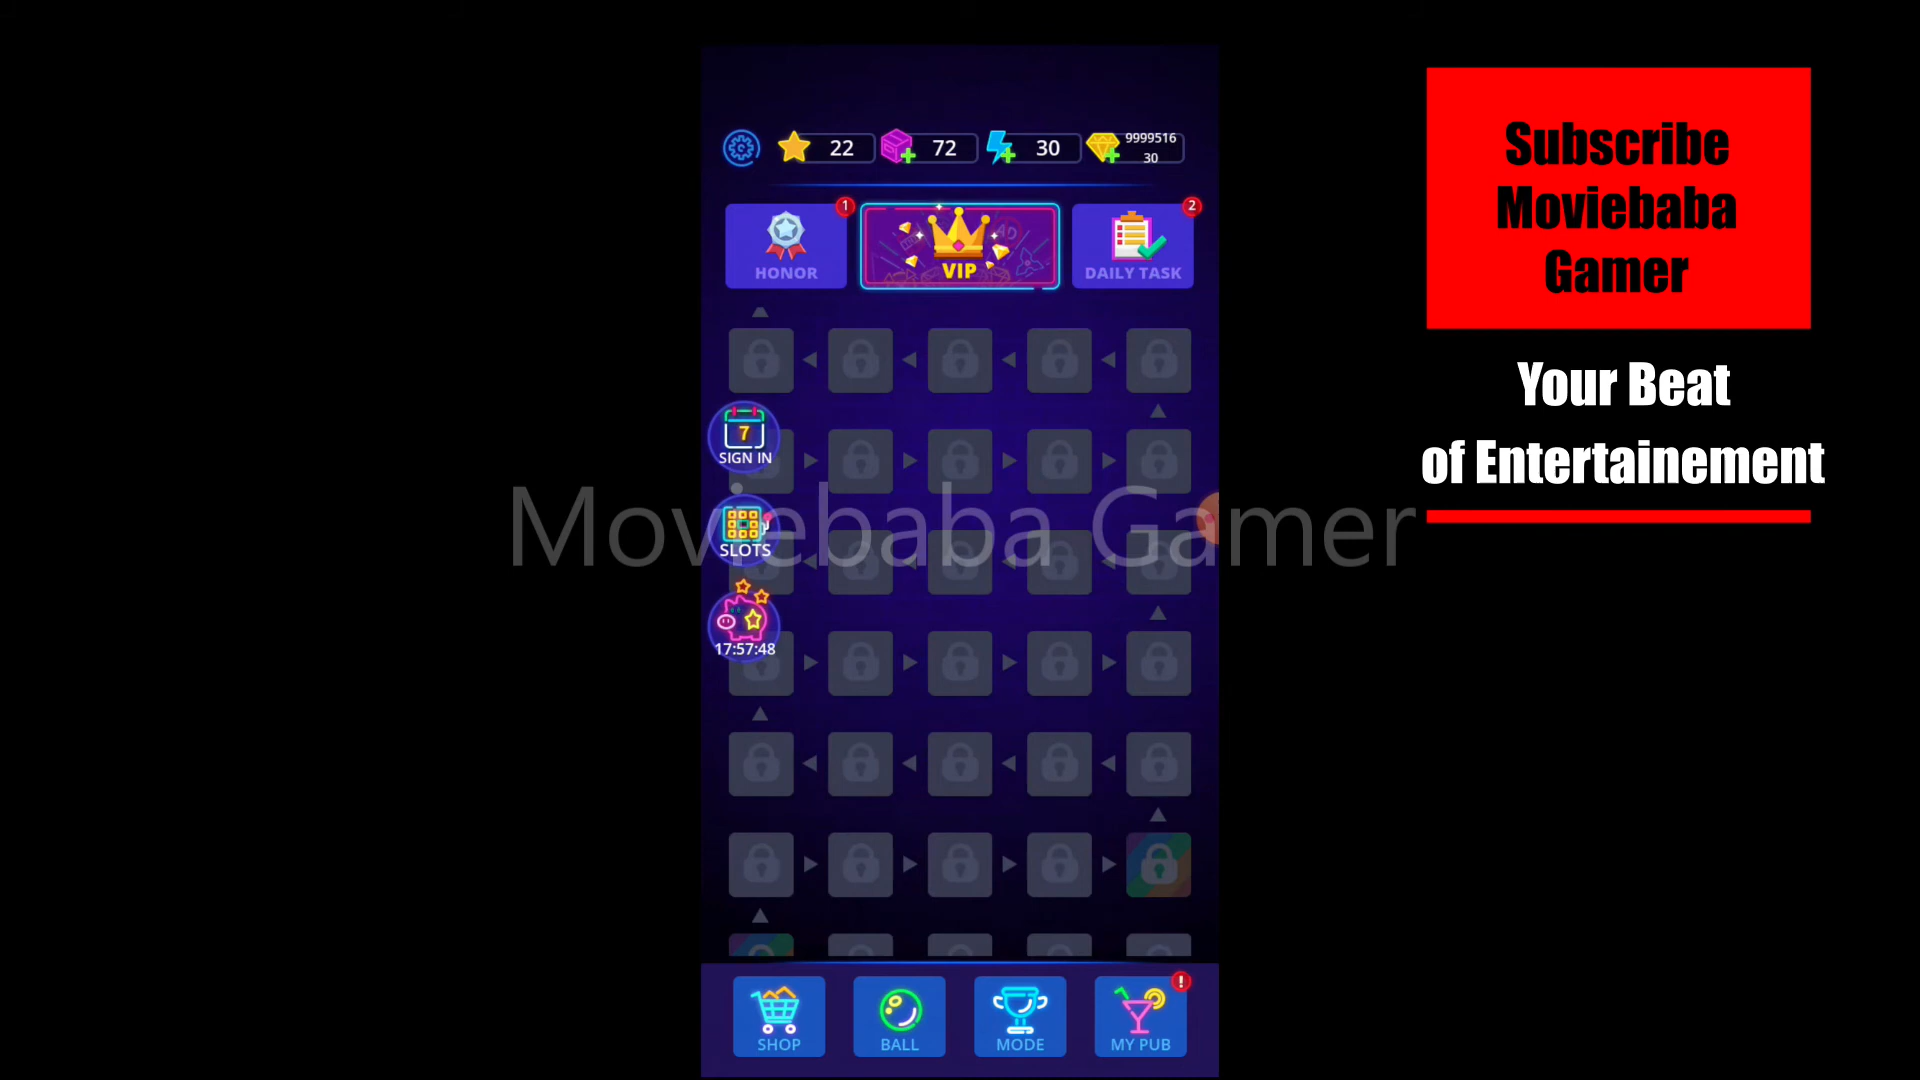 22
72
30
9999516
30
1
2
HONOR
VIP
DAILY TASK
7
SIGN IN
SLOTS
17:57:48
Moviebaba Gamer
SHOP
BALL
MODE
MY PUB
!
Subscribe
Moviebaba
Gamer
Your Beat
of Entertainement